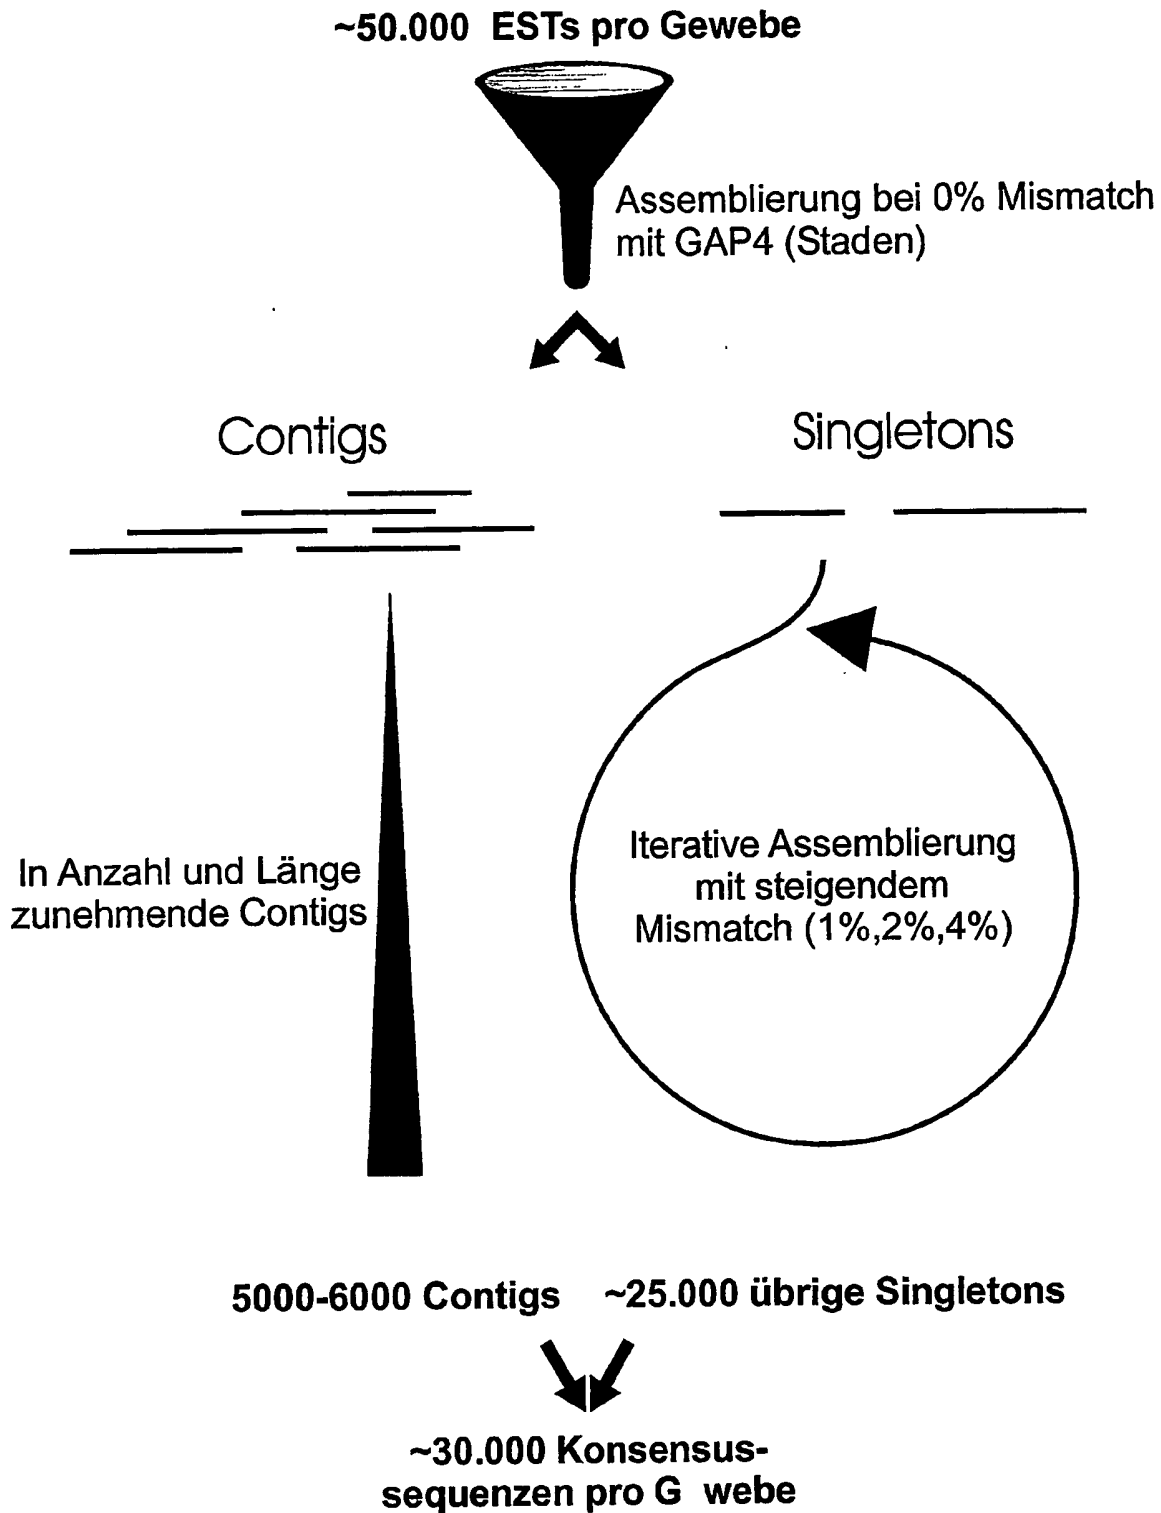 ~50.000 ESTs pro Gewebe
Assemblierung bei 0% Mismatch
mit GAP4 (Staden)
Contigs
Singletons
In Anzahl und Länge
zunehmende Contigs
Iterative Assemblierung
mit steigendem
Mismatch (1%,2%,4%)
5000-6000 Contigs
~25.000 übrige Singletons
~30.000 Konsensus-
sequenzen pro G webe